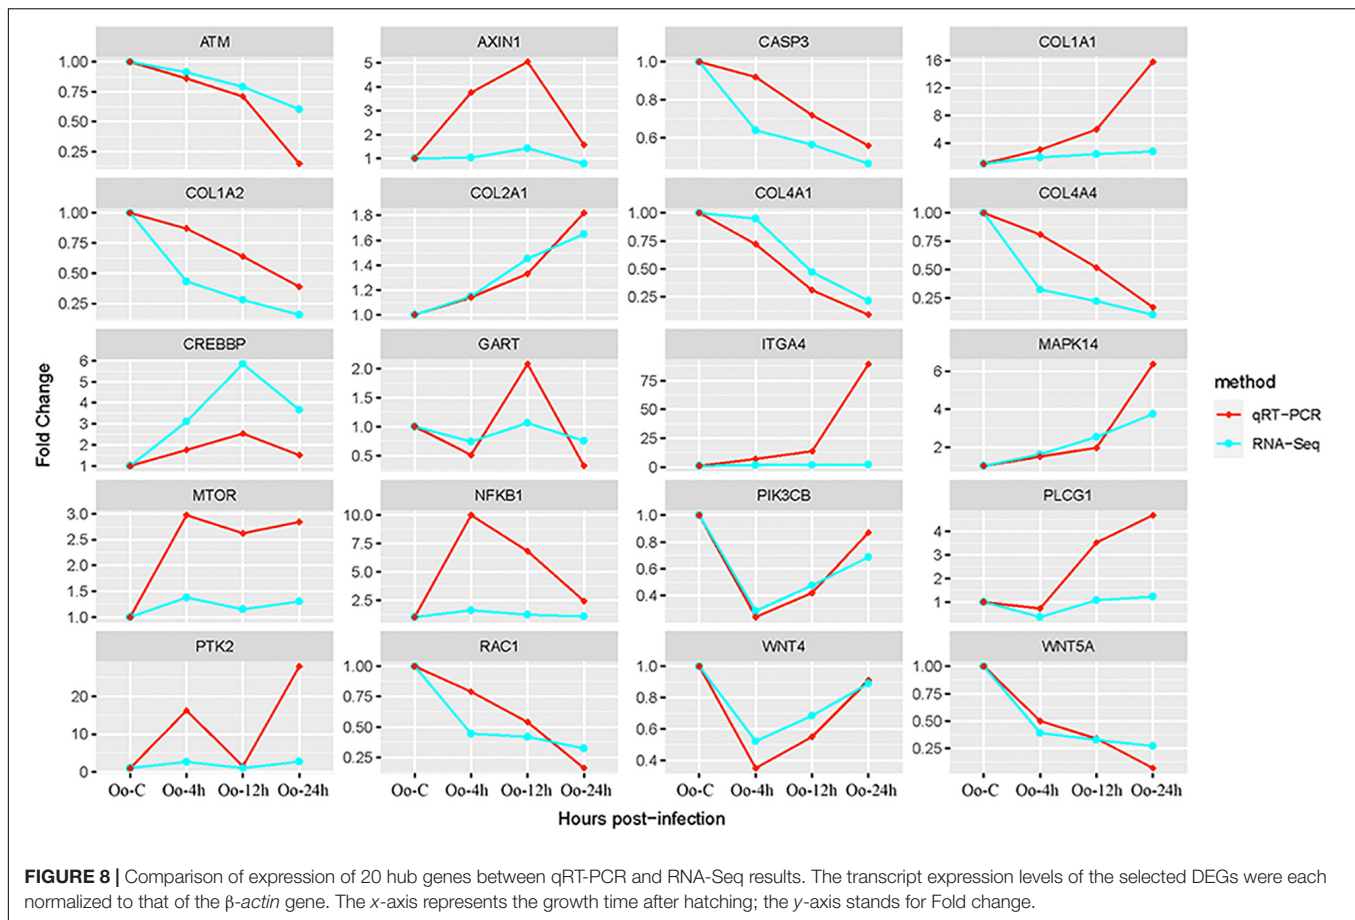 ATM AXIN1 CASP3 COL1A1
1.00 0.75 0.50 0.25
5 4 3 2 1
1.0 0.8 0.6
16 12 8 4
COL1A2 COL2A1 COL4A1 COL4A4
1.00 0.75 0.50 0.25
1.8 1.6 1.4 1.2 1.0
1.00 0.75 0.50 0.25
1.00 0.75 0.50 0.25
CREBBP GART ITGA4 MAPK14
6 5 4 3 2 1
2.0 1.5 1.0 0.5
75 50 25 0
6 4 2
MTOR NFKB1 PIK3CB PLCG1
3.0 2.5 2.0 1.5 1.0
10.0 7.5 5.0 2.5
1.0 0.8 0.6 0.4
4 3 2 1
PTK2 RAC1 WNT4 WNT5A
20 10 0
1.00 0.75 0.50 0.25
1.0 0.8 0.6 0.4
1.00 0.75 0.50 0.25
Oo-C Oo-4h Oo-12h Oo-24h Oo-C Oo-4h Oo-12h Oo-24h Oo-C Oo-4h Oo-12h Oo-24h Oo-C Oo-4h Oo-12h Oo-24h
Fold Change
Hours post-infection
method
qRT-PCR
RNA-Seq
FIGURE 8 | Comparison of expression of 20 hub genes between qRT-PCR and RNA-Seq results. The transcript expression levels of the selected DEGs were each
normalized to that of the β-actin gene. The x-axis represents the growth time after hatching; the y-axis stands for Fold change.